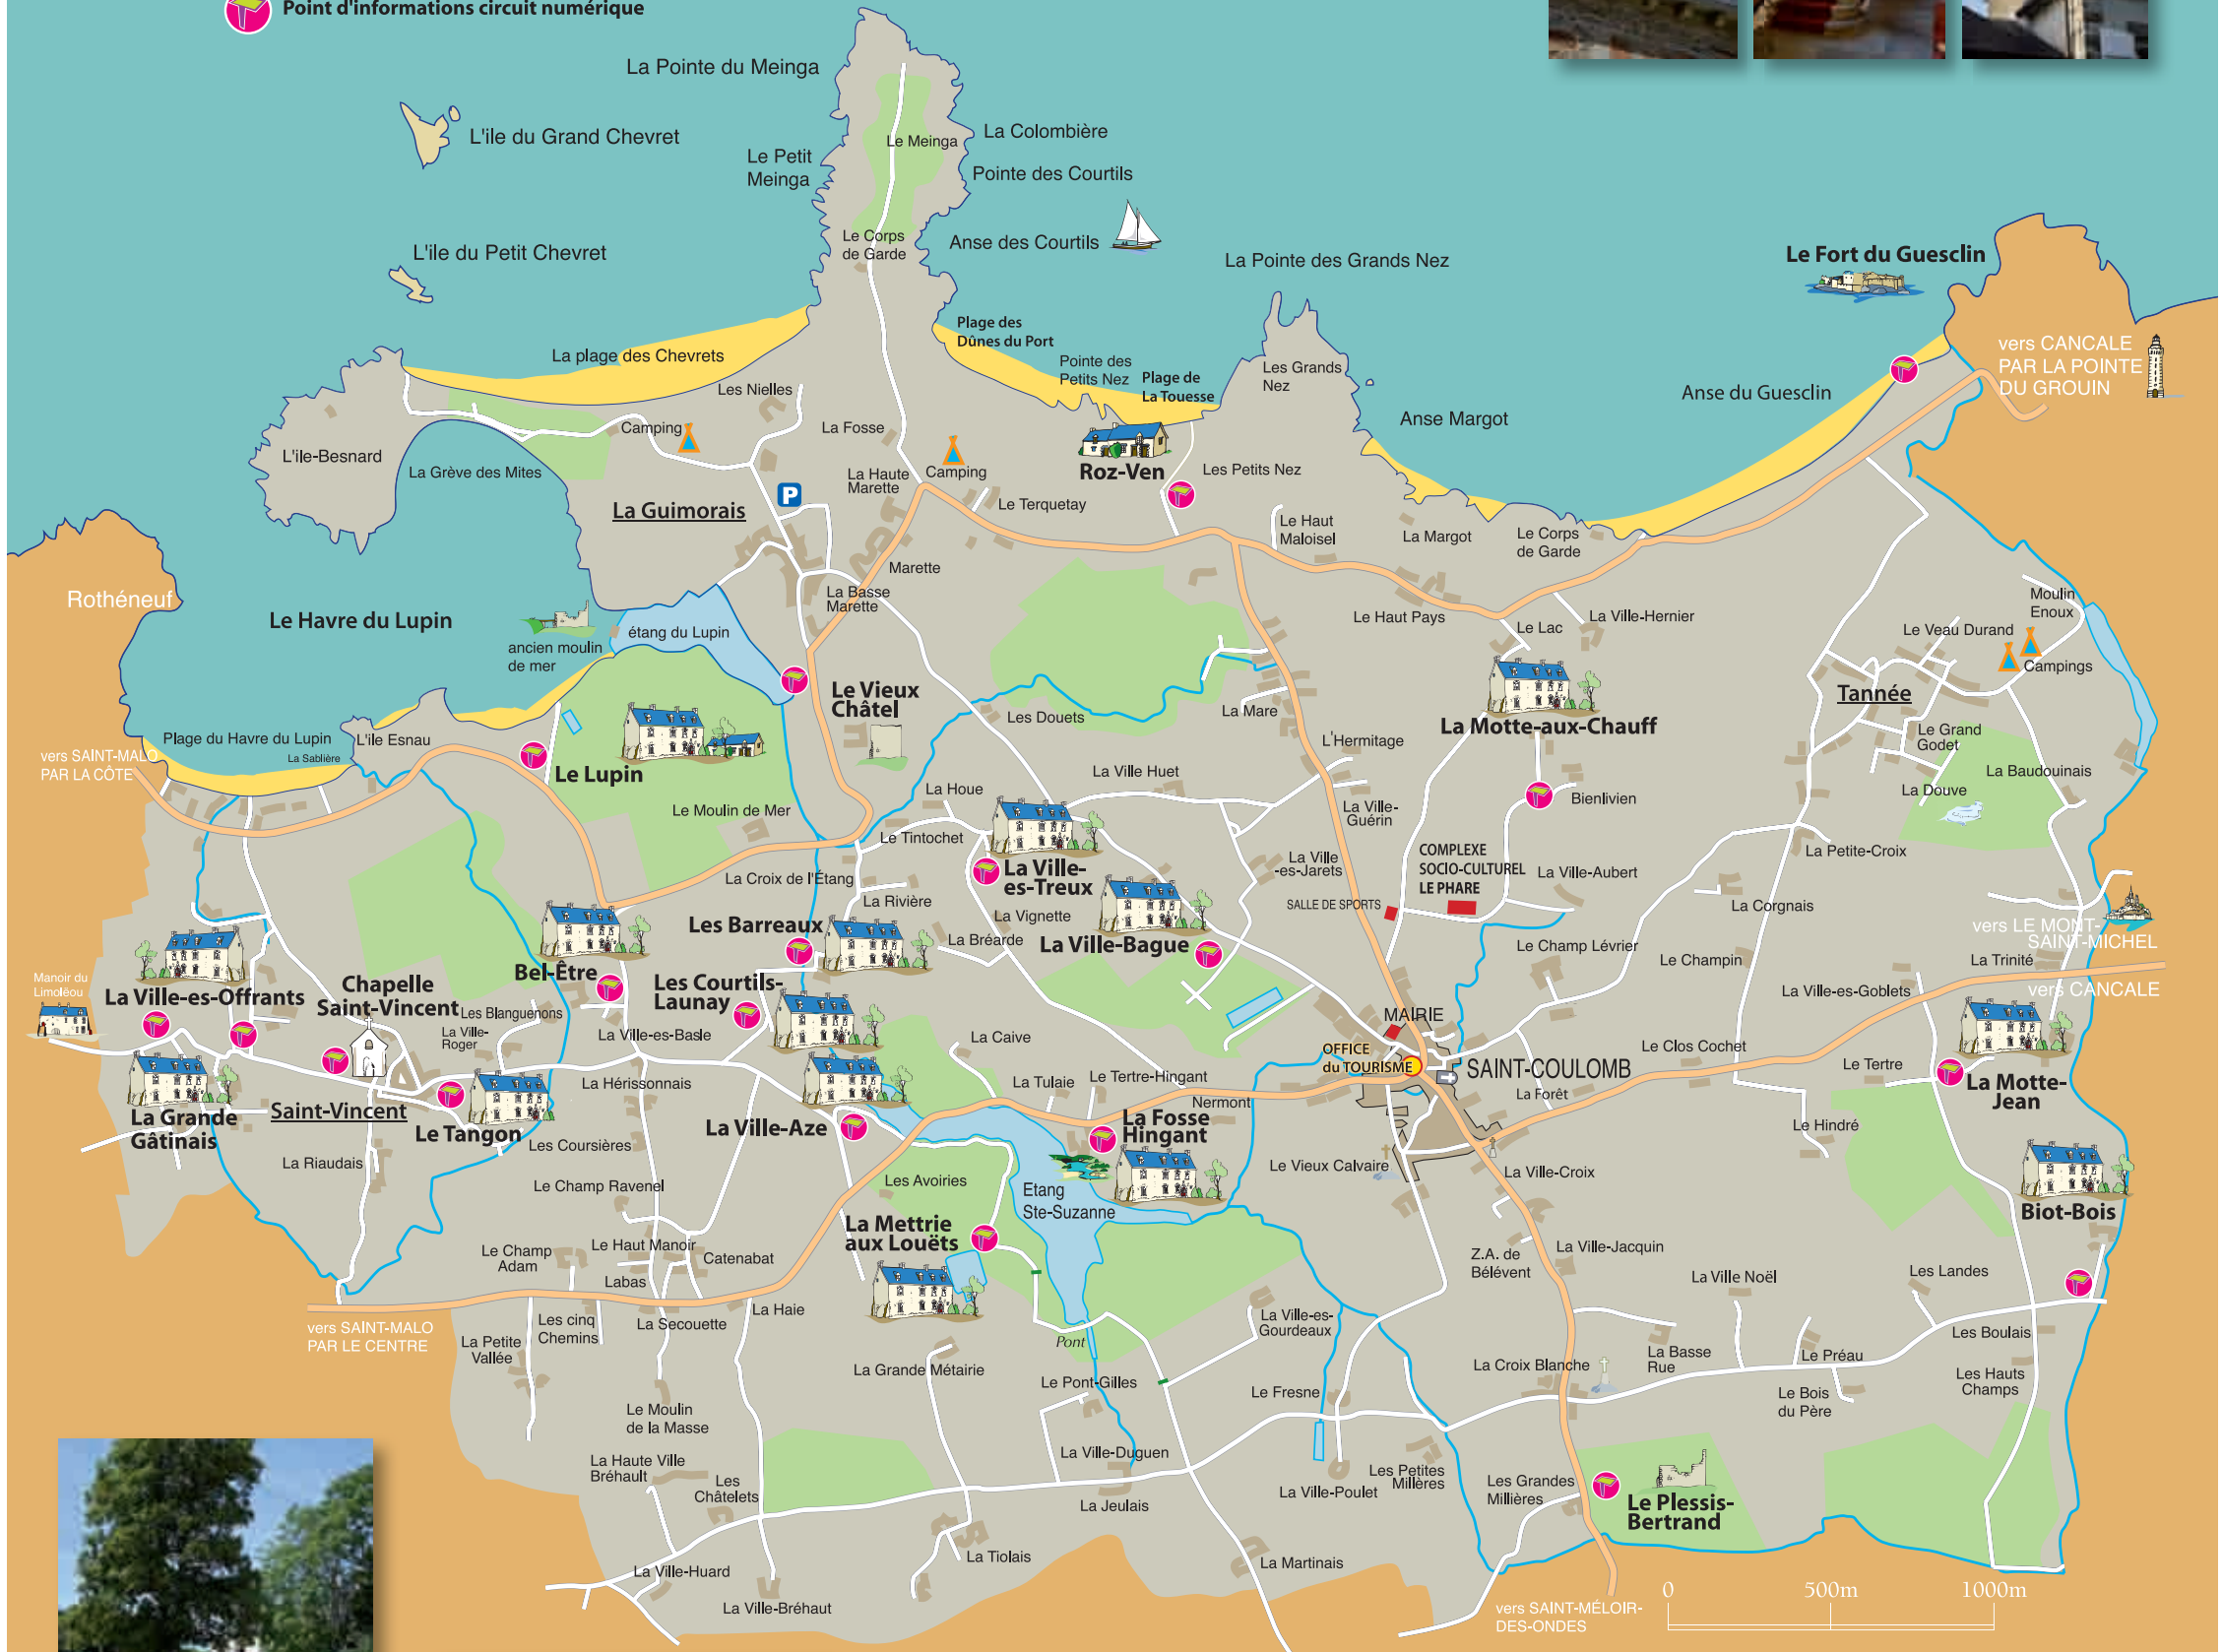 Point d'informations circuit numérique
La Pointe du Meinga
L'ile du Grand Chevret
Le Petit
Meinga
Le Meinga
La Colombière
Pointe des Courtils
Anse des Courtils
Le Corps
de Garde
L'ile du Petit Chevret
La Pointe des Grands Nez
Le Fort du Guesclin
vers CANCALE
PAR LA POINTE
DU GROUIN
La plage des Chevrets
Plage des
Dûnes du Port
Pointe des
Petits Nez
Plage de
La Touesse
Les Grands
Nez
Anse Margot
Anse du Guesclin
Les Nielles
Camping
La Fosse
La Haute
Marette
Camping
Roz-Ven
Les Petits Nez
L'ile-Besnard
La Grève des Mites
La Guimorais
P
Le Terquetay
Le Haut
Maloisel
La Margot
Le Corps
de Garde
Marette
La Basse
Marette
Rothéneuf
Le Havre du Lupin
ancien moulin
de mer
étang du Lupin
Le Haut Pays
Le Lac
La Ville-Hernier
Moulin
Enoux
Le Veau Durand
Campings
Tannée
Le Vieux
Châtel
Les Douets
La Mare
La Motte-aux-Chauff
Le Grand
Godet
L'Hermitage
Plage du Havre du Lupin
La Sablière
L'ile Esnau
vers SAINT-MALO
PAR LA CÔTE
Le Lupin
La Ville Huet
La Baudouinais
La Douve
La Houe
Bienlivien
Le Moulin de Mer
Le Tintochet
La Ville-
Guérin
La Petite-Croix
La Croix de l'Étang
La Ville-
es-Treux
La Ville
-es-Jarets
COMPLEXE
SOCIO-CULTUREL
LE PHARE
La Ville-Aubert
SALLE DE SPORTS
La Rivière
La Vignette
La Corgnais
Les Barreaux
La Bréarde
La Ville-Bague
Le Champ Lévrier
Le Champin
vers LE MONT-
SAINT-MICHEL
La Trinité
Manoir du
Limoëlou
La Ville-es-Offrants
Chapelle
Saint-Vincent
Bel-Être
Les Courtils-
Launay
La Ville-es-Goblets
vers CANCALE
Les Blanguenons
La Ville-
Roger
La Ville-es-Basle
MAIRIE
La Caive
OFFICE
du TOURISME
SAINT-COULOMB
Le Clos Cochet
Le Tertre
La Hérissonnais
La Tulaie
Le Tertre-Hingant
Nermont
La Forêt
La Motte-
Jean
La Grande
Gâtinais
Saint-Vincent
Le Tangon
La Ville-Aze
La Fosse
Hingant
Le Hindré
Les Coursières
La Riaudais
Le Vieux Calvaire
La Ville-Croix
Le Champ Ravenel
Les Avoiries
Etang
Ste-Suzanne
Biot-Bois
La Mettrie
aux Louëts
Le Champ
Adam
Le Haut Manoir
Catenabat
Labas
Z.A. de
Bélévent
La Ville-Jacquin
La Ville Noël
Les Landes
La Haie
Les cinq
Chemins
La Secouette
vers SAINT-MALO
PAR LE CENTRE
La Petite
Vallée
Pont
La Ville-es-
Gourdeaux
La Basse
Rue
Le Préau
Les Boulais
La Grande Métairie
Le Pont-Gilles
Le Fresne
La Croix Blanche
Le Bois
du Père
Les Hauts
Champs
Le Moulin
de la Masse
La Haute Ville
Bréhault
Les
Châtelets
La Ville-Duguen
La Ville-Poulet
Les Petites
Millères
Les Grandes
Millières
Le Plessis-
Bertrand
La Jeulais
La Tiolais
La Martinais
La Ville-Huard
La Ville-Bréhaut
vers SAINT-MÉLOIR-
DES-ONDES
0 500m 1000m